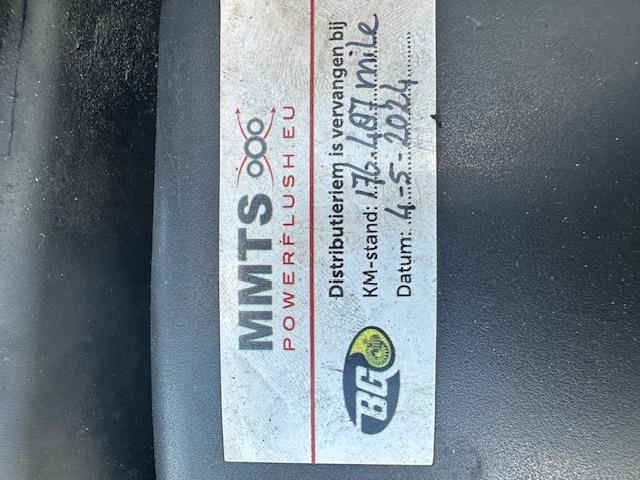 MMTS
POWERFLUSH.EU
BG
Distributieriem is vervangen bij
KM-stand: 176.407 mile
Datum: 4-5-2024